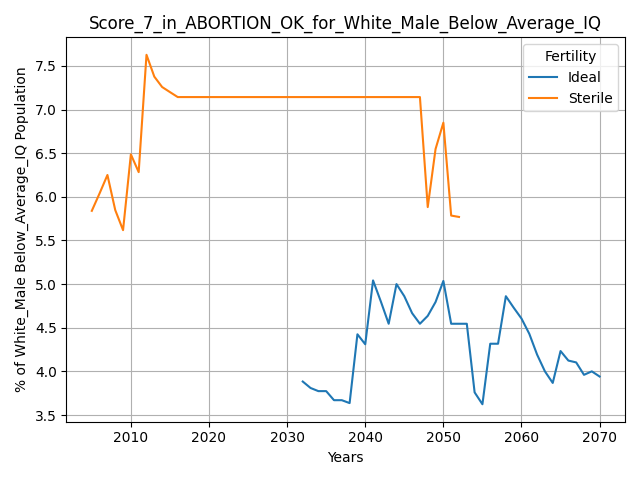 Score_7_in_ABORTION_OK_for_White_Male_Below_Average_IQ
% of White_Male Below_Average_IQ Population
7.5
7.0
6.5
6.0
5.5
5.0
4.5
4.0
3.5
Fertility
Ideal
Sterile
2010 2020 2030 2040 2050 2060 2070
Years